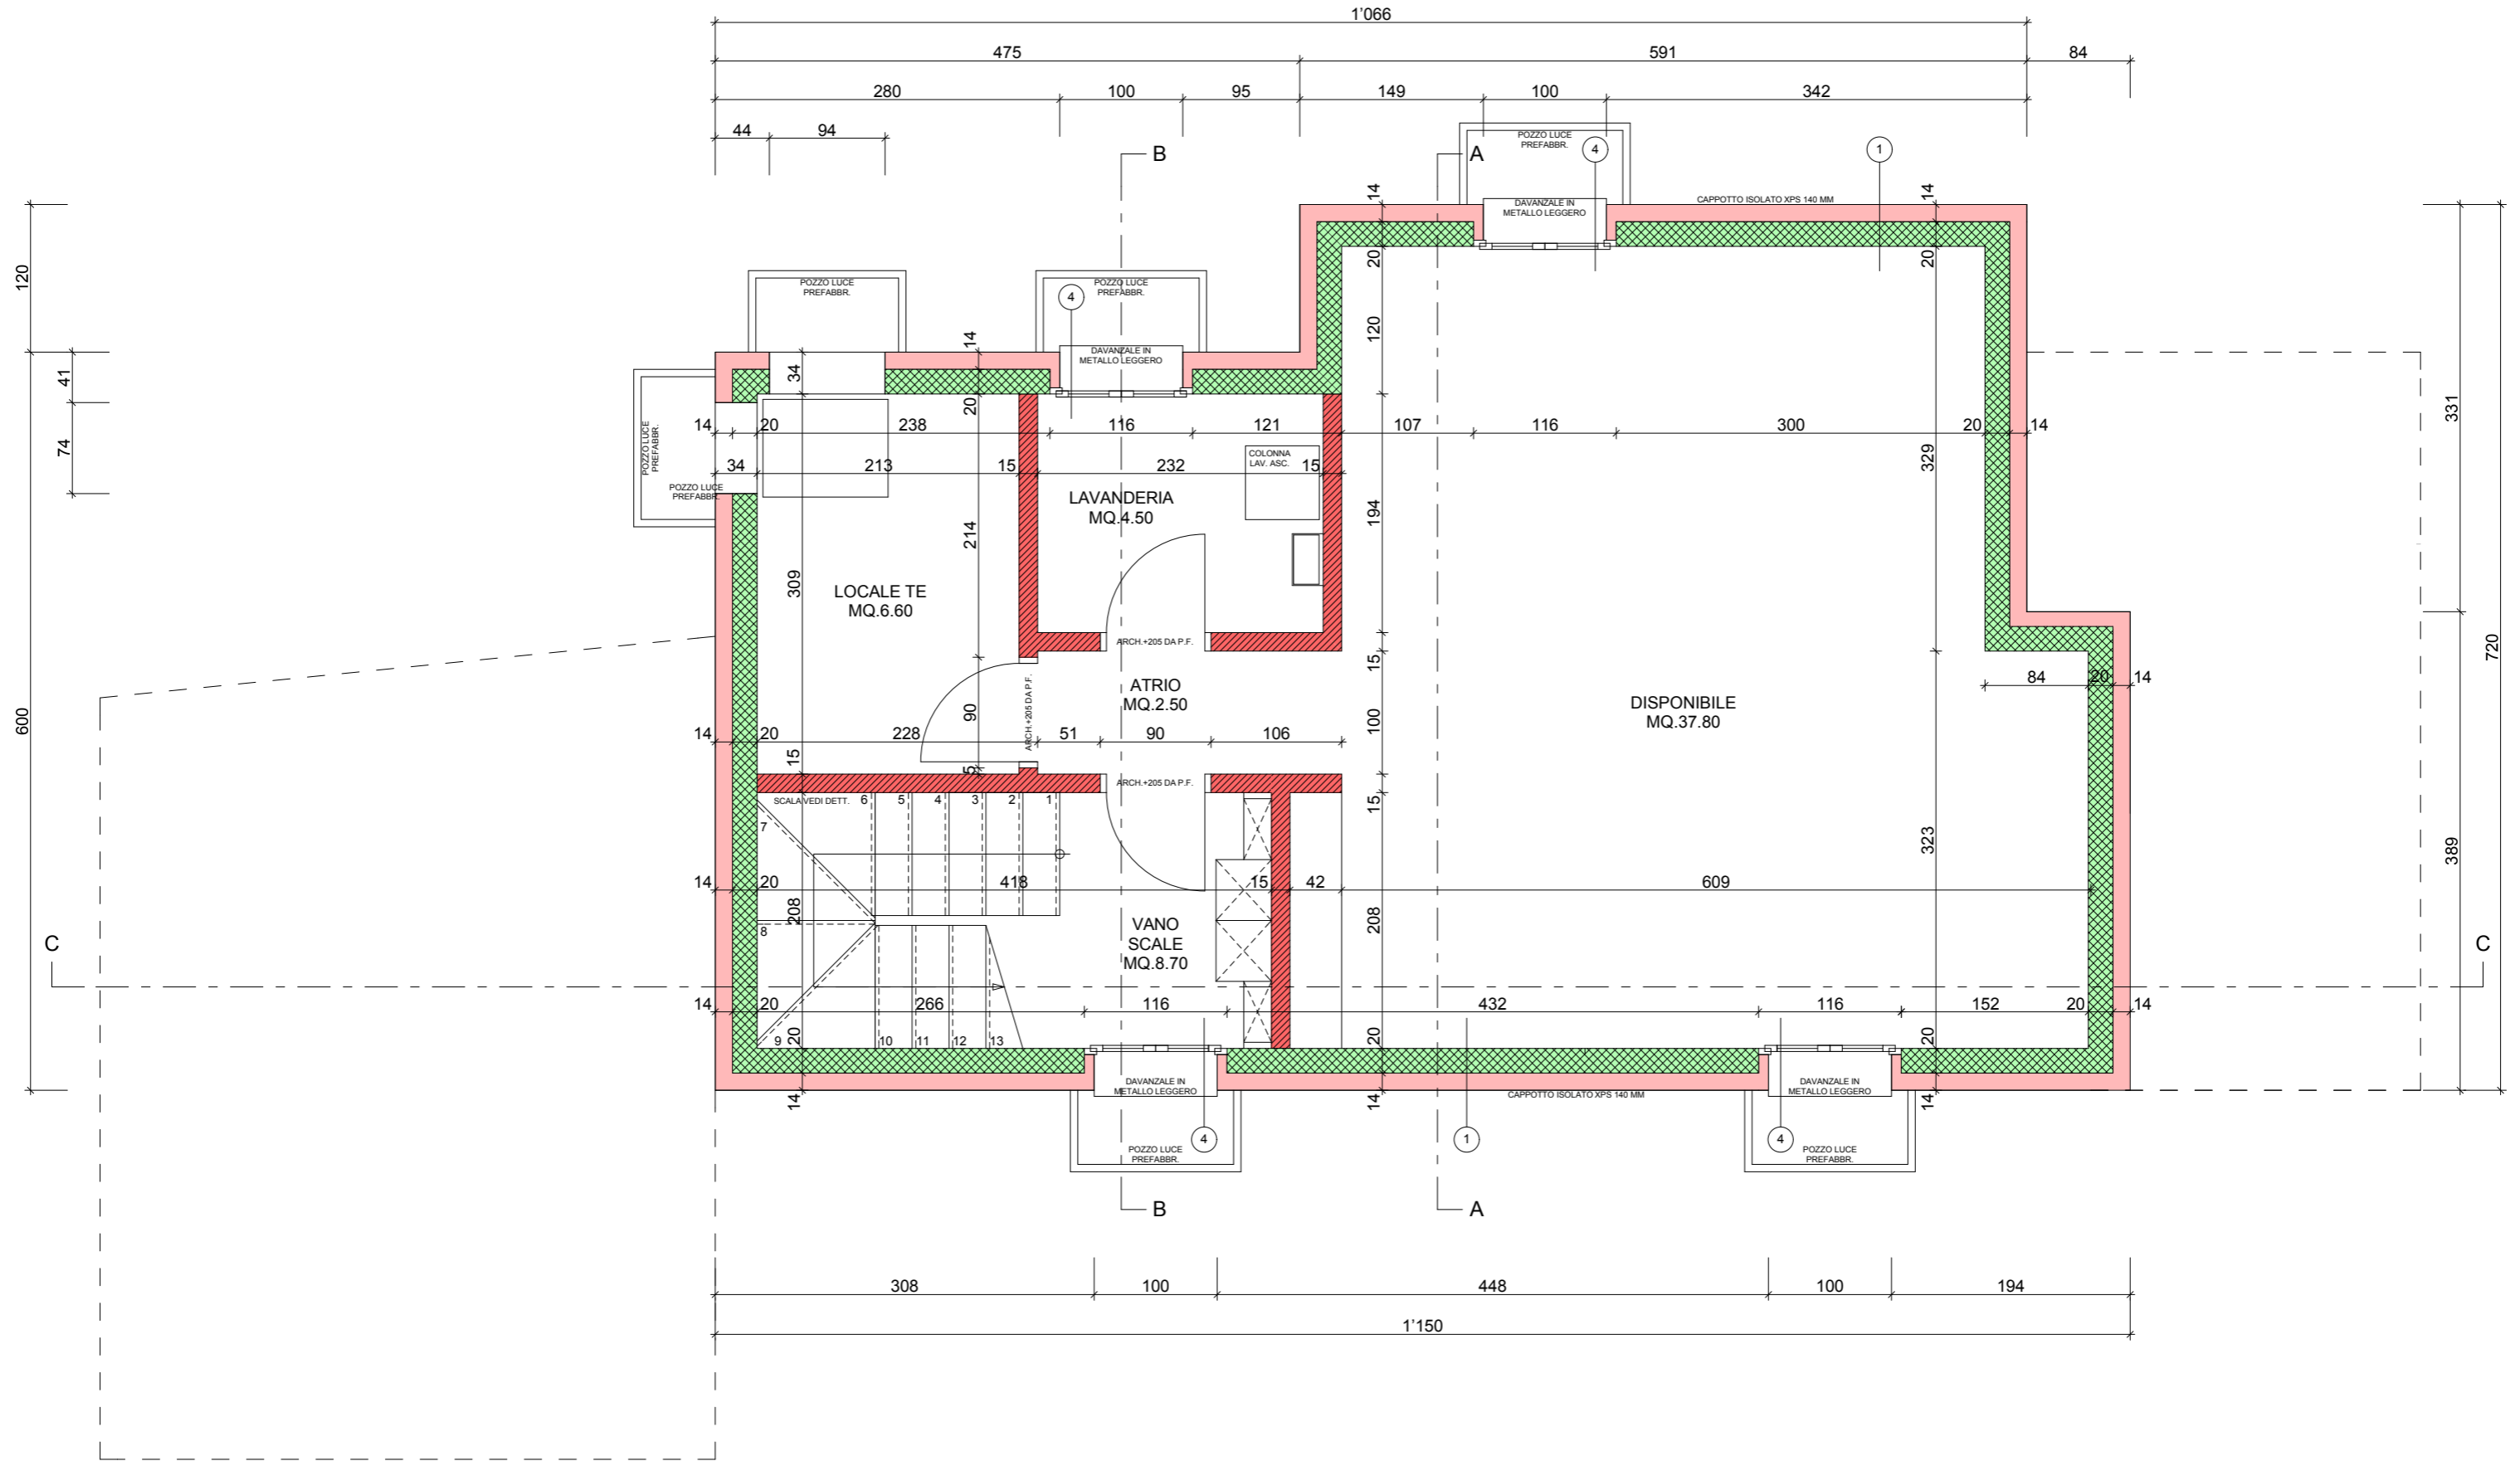 1'066
475 591 84
280 100 95 149 100 342
44 94
POZZO LUCE
PREFABBR.
4
1
B
A
14
14
CAPPOTTO ISOLATO XPS 140 MM
DAVANZALE IN
METALLO LEGGERO
120
20
20
POZZO LUCE
PREFABBR.
POZZO LUCE
PREFABBR.
4
120
14
DAVANZALE IN
METALLO LEGGERO
41
34
331
20
14 20 238 116 121 107 116 300 20 14
74
POZZO LUCE
PREFABBR.
COLONNA
LAV. ASC.
329
34 213 15 232 15
POZZO LUCE
PREFABBR.
LAVANDERIA
MQ.4.50
194
214
309
LOCALE TE
MQ.6.60
ARCH.+205 DA P.F.
15
720
84 20 14
ATRIO
MQ.2.50
DISPONIBILE
MQ.37.80
600
90
ARCH.+205 DA P.F.
100
14 20 228 51 90 106
15
5
ARCH.+205 DA P.F.
SCALA VEDI DETT.
6 5 4 3 2 1
15
7
323
389
14 20 418 15 42 609
208
208
8
VANO
SCALE
MQ.8.70
C
C
14 20 266 116 432 116 152 20 14
20
20
20
9 10 11 12 13
DAVANZALE IN
METALLO LEGGERO
DAVANZALE IN
METALLO LEGGERO
14
14
14
CAPPOTTO ISOLATO XPS 140 MM
4
1
4
POZZO LUCE
PREFABBR.
POZZO LUCE
PREFABBR.
B
A
308 100 448 100 194
1'150